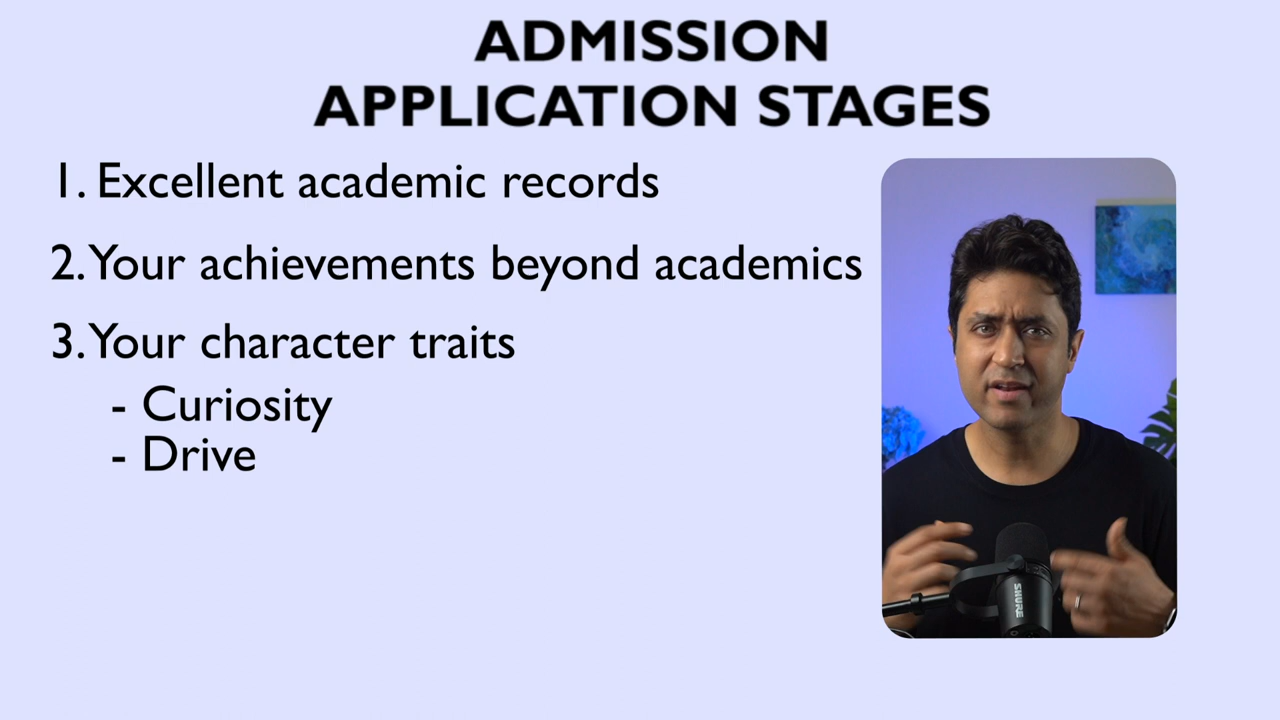 ADMISSION
APPLICATION STAGES
1. Excellent academic records
2. Your achievements beyond academics
3. Your character traits
- Curiosity
- Drive
SHURE